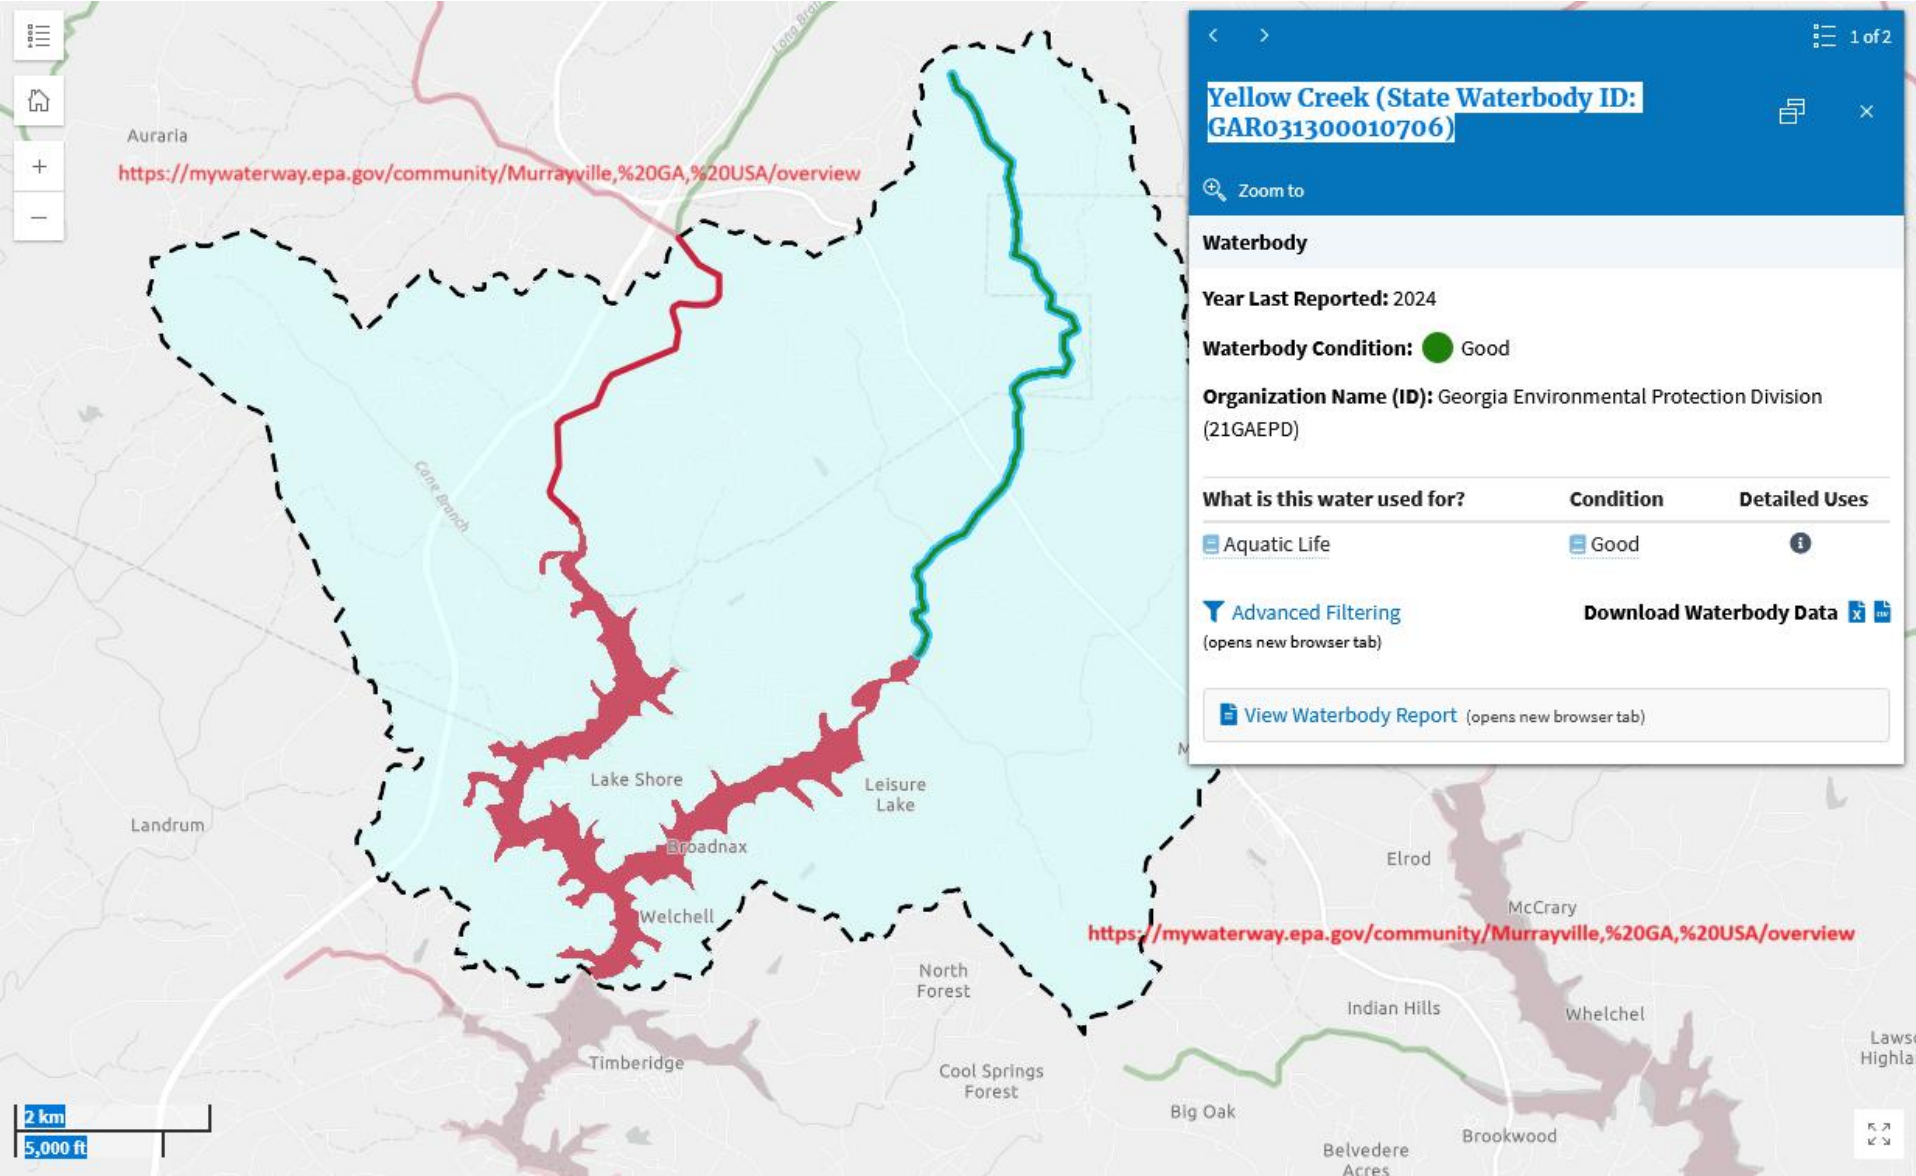 1 of 2
Yellow Creek (State Waterbody ID:
GAR031300010706)
Zoom to
Waterbody
Year Last Reported: 2024
Waterbody Condition: Good
Organization Name (ID): Georgia Environmental Protection Division
(21GAEPD)
What is this water used for? Condition Detailed Uses
Aquatic Life Good
Advanced Filtering Download Waterbody Data
(opens new browser tab)
View Waterbody Report (opens new browser tab)
Auraria
https://mywaterway.epa.gov/community/Murrayville,%20GA,%20USA/overview
Cane Branch
Lake Shore
Leisure
Lake
Landrum
Broadnax
Elrod
Welchell
McCrary
https://mywaterway.epa.gov/community/Murrayville,%20GA,%20USA/overview
North
Forest
Indian Hills
Whelchel
Timberidge
Cool Springs
Forest
Big Oak
Brookwood
Belvedere
Acres
2 km
5,000 ft